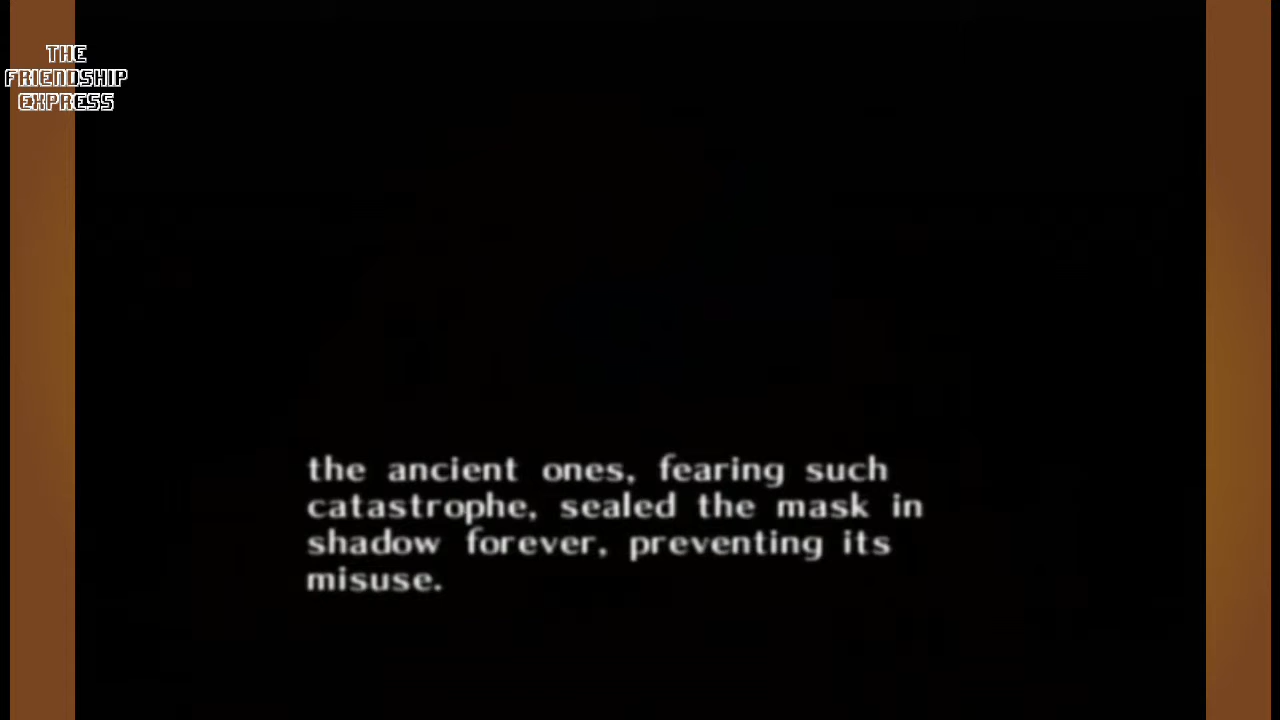 THE
FRIENDSHIP
EXPRESS
the ancient ones, fearing such
catastrophe, sealed the mask in
shadow forever, preventing its
misuse.